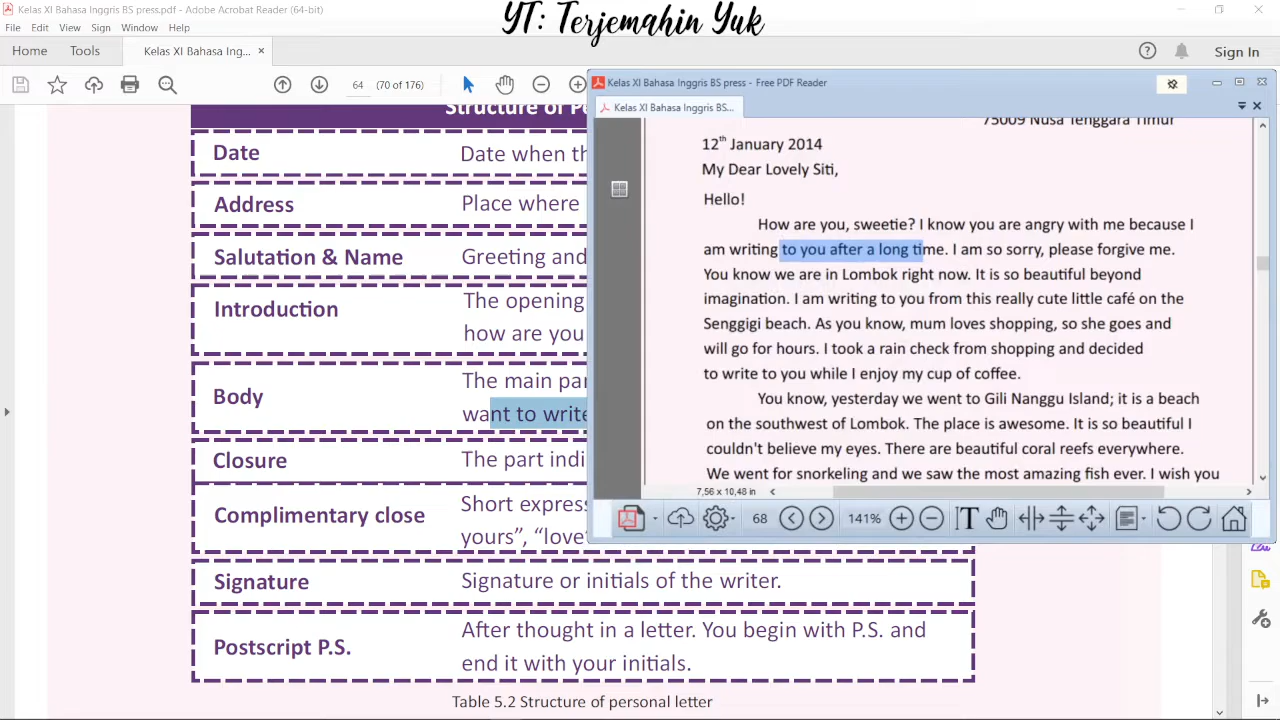 Kelas XI Bahasa Inggris BS press.pdf - Adobe Acrobat Reader (64-bit)
YT: Terjemahin Yuk
File Edit View Sign Window Help
Home Tools Kelas XI Bahasa Ing... × Sign In
64 (70 of 176)
Date Date when th
Address Place where
Salutation & Name Greeting and
Introduction The opening
how are you
Body The main par
want to write
Closure The part indi
Complimentary close Short express
yours”, “love
Signature Signature or initials of the writer.
Postscript P.S. After thought in a letter. You begin with P.S. and
end it with your initials.
Table 5.2 Structure of personal letter
Kelas XI Bahasa Inggris BS press - Free PDF Reader
Kelas XI Bahasa Inggris BS...
75009 Nusa Tenggara Timur
12th January 2014
My Dear Lovely Siti,
Hello!
How are you, sweetie? I know you are angry with me because I
am writing to you after a long time. I am so sorry, please forgive me.
You know we are in Lombok right now. It is so beautiful beyond
imagination. I am writing to you from this really cute little café on the
Senggigi beach. As you know, mum loves shopping, so she goes and
will go for hours. I took a rain check from shopping and decided
to write to you while I enjoy my cup of coffee.
You know, yesterday we went to Gili Nanggu Island; it is a beach
on the southwest of Lombok. The place is awesome. It is so beautiful I
couldn't believe my eyes. There are beautiful coral reefs everywhere.
We went for snorkeling and we saw the most amazing fish ever. I wish you
7,56 x 10,48 in
68 141%